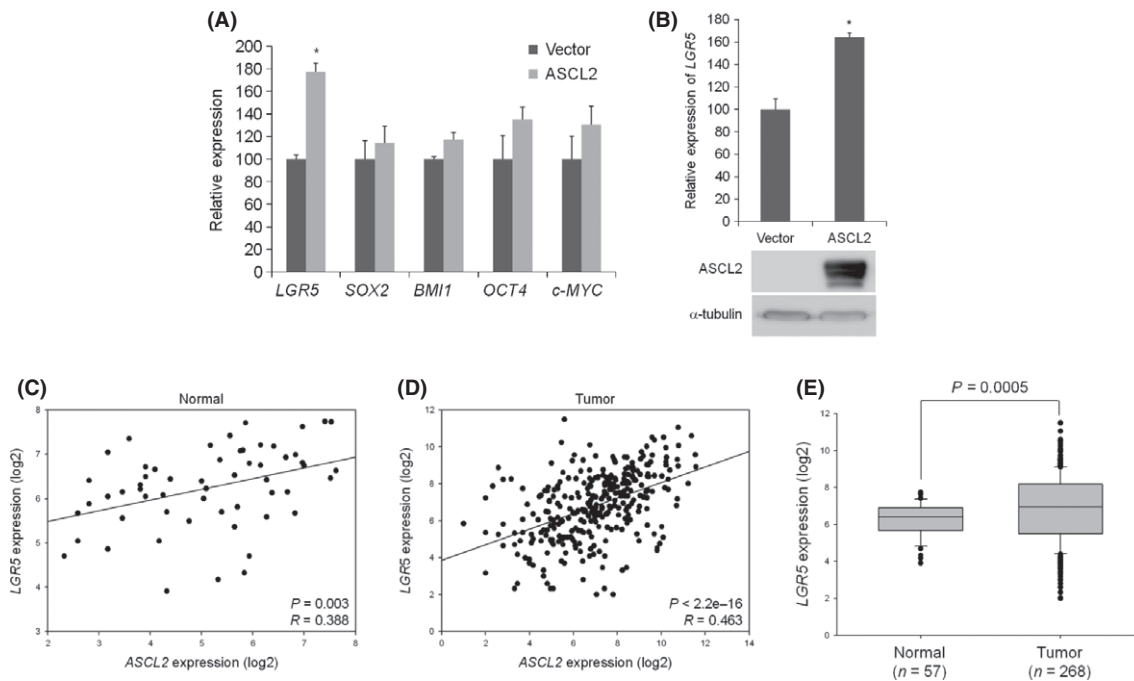 (A)
Relative expression
200
180
160
140
120
100
80
60
40
20
0
*
Vector
ASCL2
LGR5 SOX2 BMI1 OCT4 c-MYC
(B)
Relative expression of LGR5
180
160
140
120
100
80
60
40
20
0
*
Vector ASCL2
ASCL2
α-tubulin
(C)
Normal
LGR5 expression (log2)
8
7
6
5
4
3
2 3 4 5 6 7 8
P = 0.003
R = 0.388
ASCL2 expression (log2)
(D)
Tumor
LGR5 expression (log2)
12
10
8
6
4
2
0
0 2 4 6 8 10 12 14
P < 2.2e–16
R = 0.463
ASCL2 expression (log2)
(E)
P = 0.0005
LGR5 expression (log2)
12
10
8
6
4
2
0
Normal Tumor
(n = 57) (n = 268)